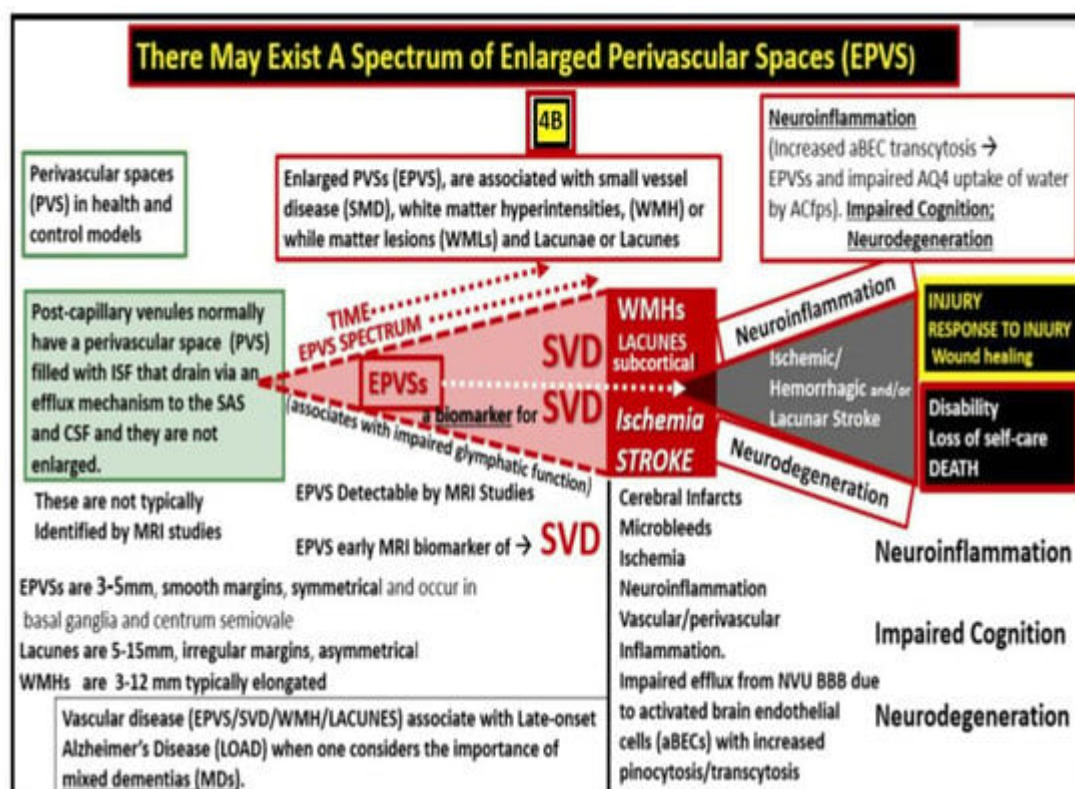 There May Exist A Spectrum of Enlarged Perivascular Spaces (EPVS)
4B
Perivascular spaces
(PVS) in health and
control models
Enlarged PVSs (EPVS), are associated with small vessel
disease (SMD), white matter hyperintensities, (WMH) or
while matter lesions (WMLs) and Lacunae or Lacunes
Neuroinflammation
(Increased aBEC transcytosis →
EPVSs and impaired AQ4 uptake of water
by ACfps). Impaired Cognition;
Neurodegeneration
Post-capillary venules normally
have a perivascular space (PVS)
filled with ISF that drain via an
efflux mechanism to the SAS
and CSF and they are not
enlarged.
These are not typically
Identified by MRI studies
TIME
EPVS SPECTRUM
EPVSs
SVD
a biomarker for SVD
(associates with impaired glymphatic function)
EPVS Detectable by MRI Studies
EPVS early MRI biomarker of → SVD
WMHs
LACUNES
subcortical
Ischemia
STROKE
Neuroinflammation
Ischemic/
Hemorrhagic and/or
Lacunar Stroke
Neurodegeneration
INJURY
RESPONSE TO INJURY
Wound healing
Disability
Loss of self-care
DEATH
EPVSs are 3-5mm, smooth margins, symmetrical and occur in
basal ganglia and centrum semiovale
Lacunes are 5-15mm, irregular margins, asymmetrical
WMHs are 3-12 mm typically elongated
Vascular disease (EPVS/SVD/WMH/LACUNES) associate with Late-onset
Alzheimer's Disease (LOAD) when one considers the importance of
mixed dementias (MDs).
Cerebral Infarcts
Microbleeds
Ischemia
Neuroinflammation
Vascular/perivascular
Inflammation.
Impaired efflux from NVU BBB due
to activated brain endothelial
cells (aBECs) with increased
pinocytosis/transcytosis
Neuroinflammation
Impaired Cognition
Neurodegeneration